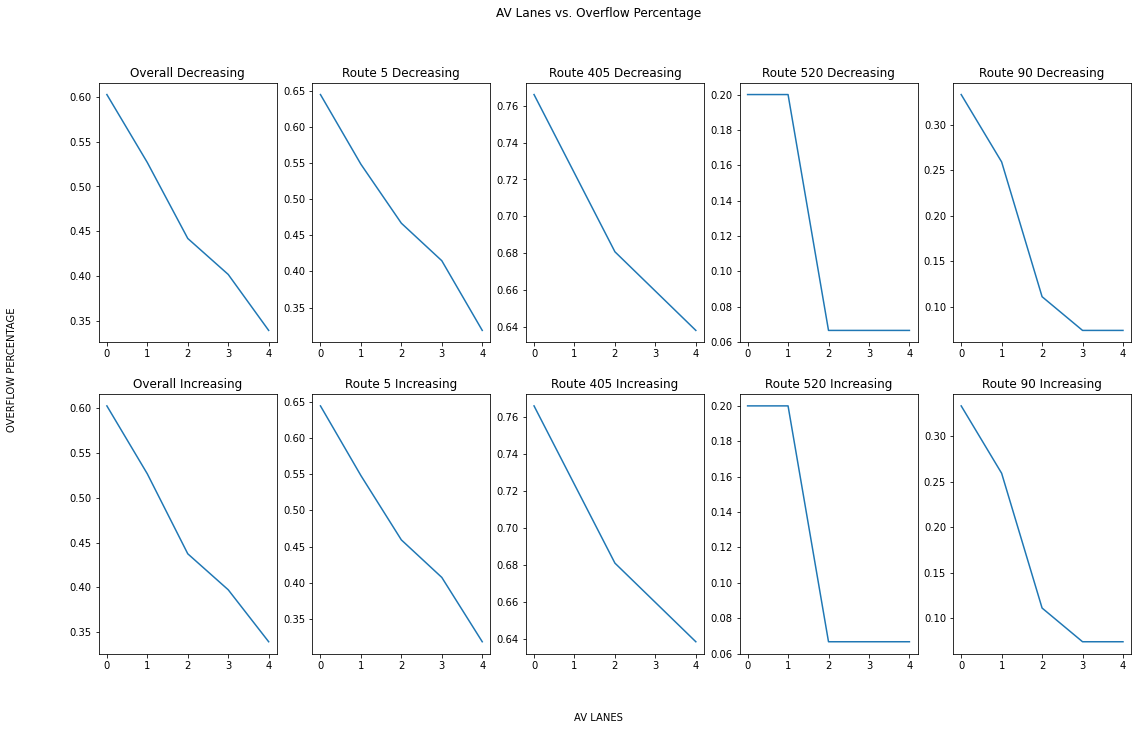 AV Lanes vs. Overflow Percentage
Overall Decreasing
0.60
0.55
0.50
0.45
0.40
0.35
0 1 2 3 4
Route 5 Decreasing
0.65
0.60
0.55
0.50
0.45
0.40
0.35
0 1 2 3 4
Route 405 Decreasing
0.76
0.74
0.72
0.70
0.68
0.66
0.64
0 1 2 3 4
Route 520 Decreasing
0.20
0.18
0.16
0.14
0.12
0.10
0.08
0.06
0 1 2 3 4
Route 90 Decreasing
0.30
0.25
0.20
0.15
0.10
0 1 2 3 4
OVERFLOW PERCENTAGE
Overall Increasing
0.60
0.55
0.50
0.45
0.40
0.35
0 1 2 3 4
Route 5 Increasing
0.65
0.60
0.55
0.50
0.45
0.40
0.35
0 1 2 3 4
Route 405 Increasing
0.76
0.74
0.72
0.70
0.68
0.66
0.64
0 1 2 3 4
Route 520 Increasing
0.20
0.18
0.16
0.14
0.12
0.10
0.08
0.06
0 1 2 3 4
Route 90 Increasing
0.30
0.25
0.20
0.15
0.10
0 1 2 3 4
AV LANES